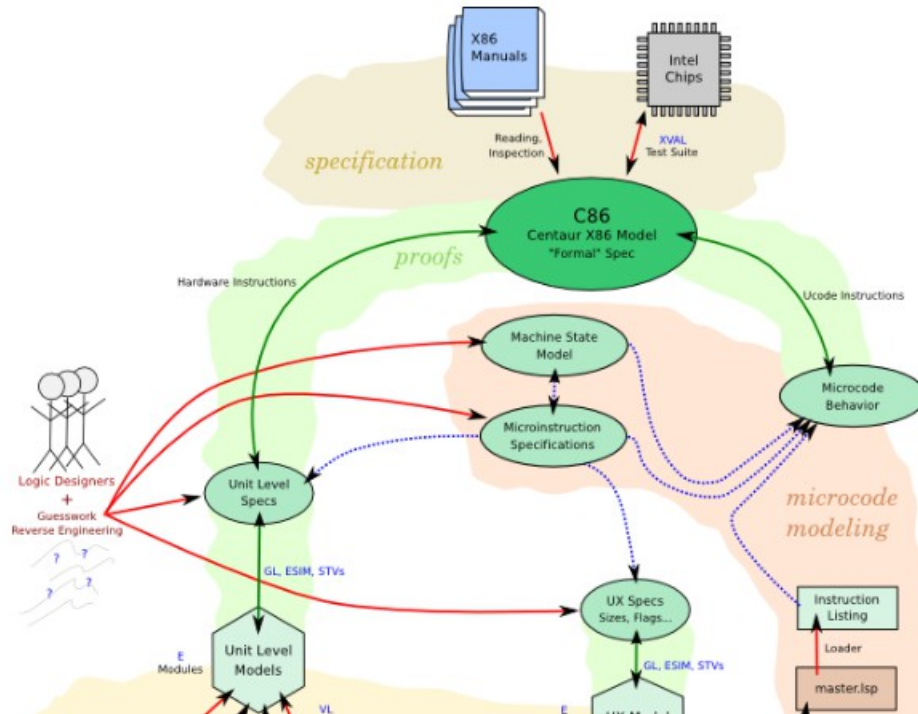 X86
Manuals
Intel
Chips
Reading,
Inspection
XVAL
Test Suite
specification
C86
Centaur X86 Model
"Formal" Spec
proofs
Hardware Instructions
Ucode Instructions
Machine State
Model
Microcode
Behavior
Microinstruction
Specifications
Logic Designers
+
Guesswork
Reverse Engineering
? ?
? ?
Unit Level
Specs
microcode
modeling
GL, ESIM, STVs
UX Specs
Sizes, Flags...
Instruction
Listing
E
Modules
Unit Level
Models
GL, ESIM, STVs
Loader
master.lsp
VL
E
UX Model